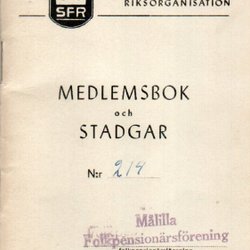 RIKSORGANISATION
SFR
MEDLEMSBOK
och
STADGAR
N:r 214
Målilla
Folkpensionärsförening